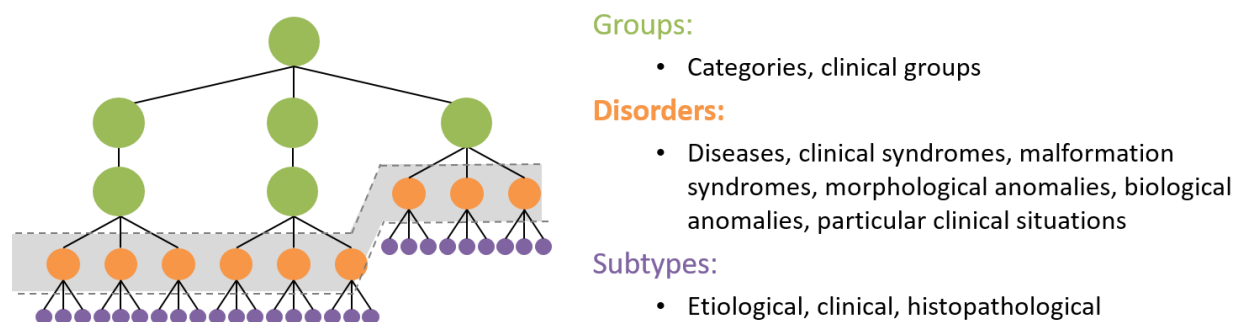 Groups:
• Categories, clinical groups
Disorders:
• Diseases, clinical syndromes, malformation
syndromes, morphological anomalies, biological
anomalies, particular clinical situations
Subtypes:
• Etiological, clinical, histopathological